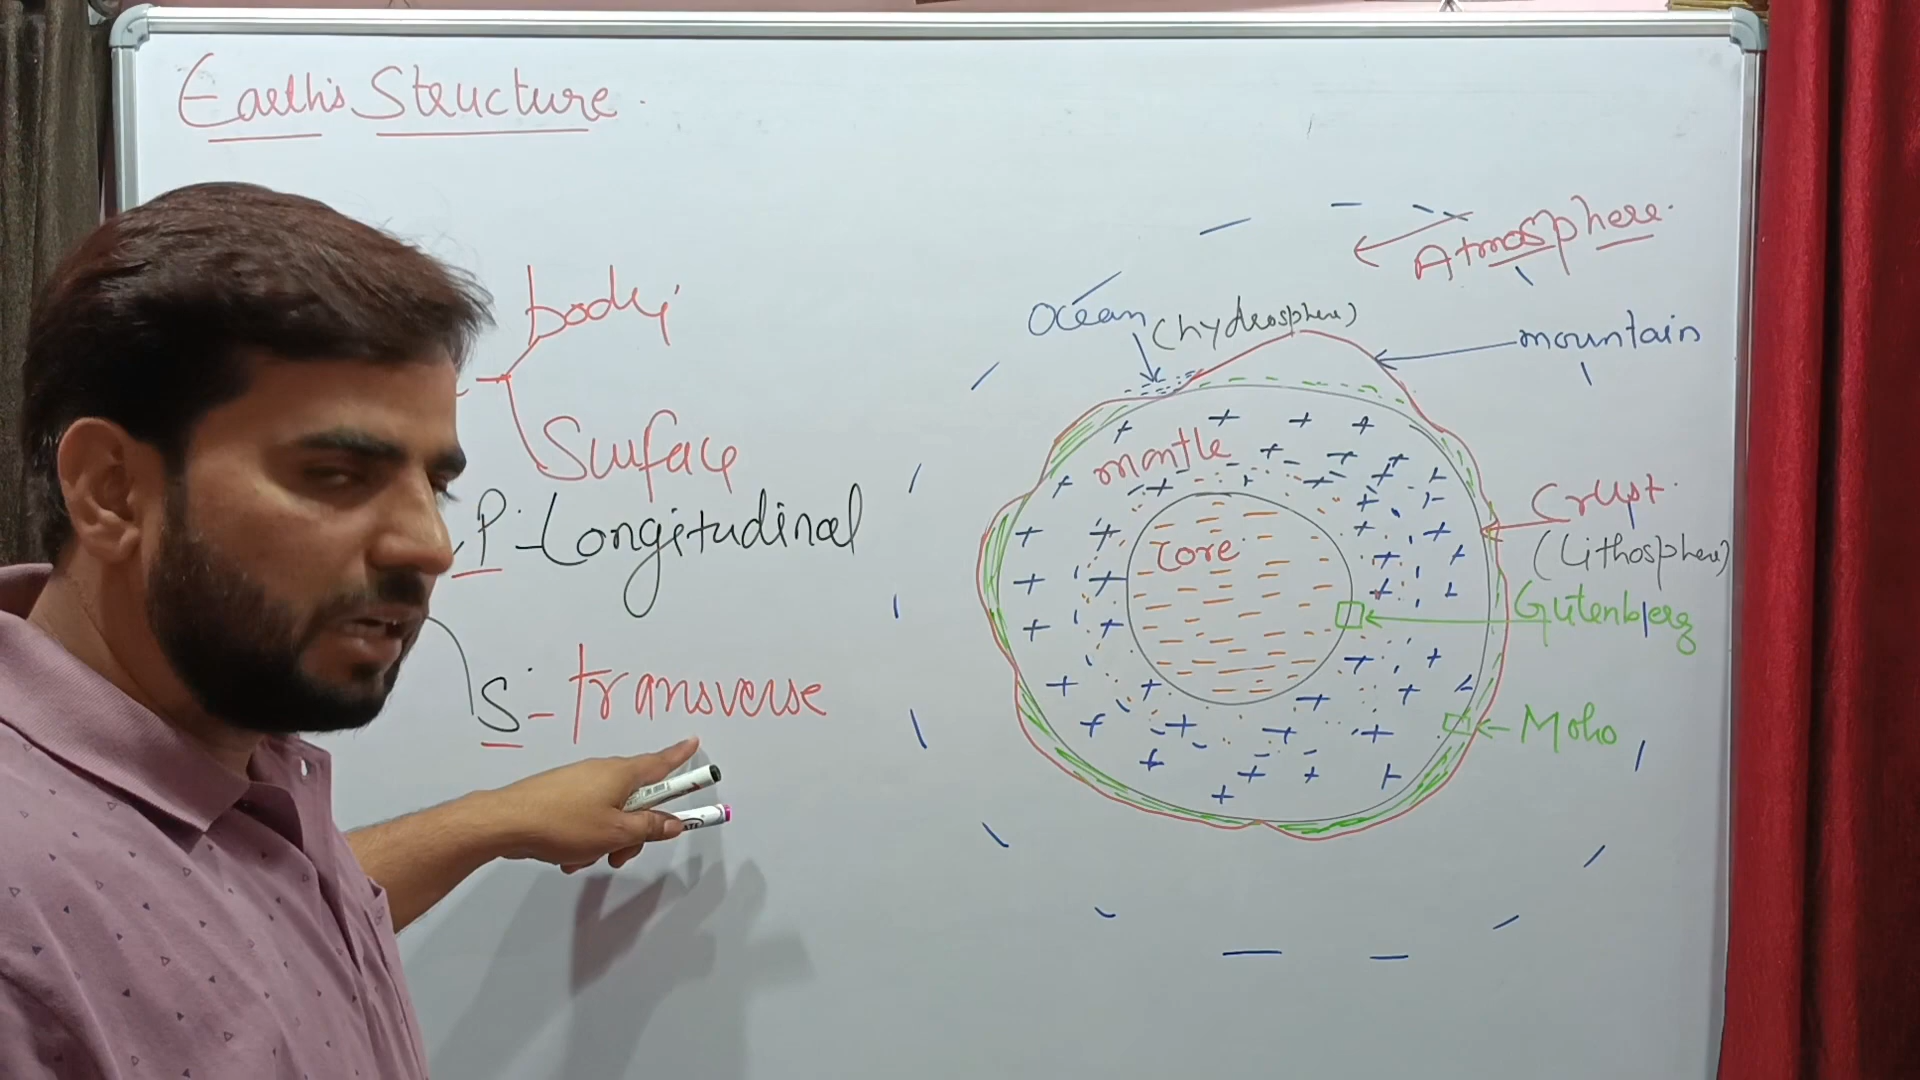 Earth's Structure.
body
Surface
P - Longitudinal
S - transverse
Atmosphere.
Ocean (hydrosphere)
mountain
mantle
Core
Crust.
(Lithosphere)
Gutenberg
Moho